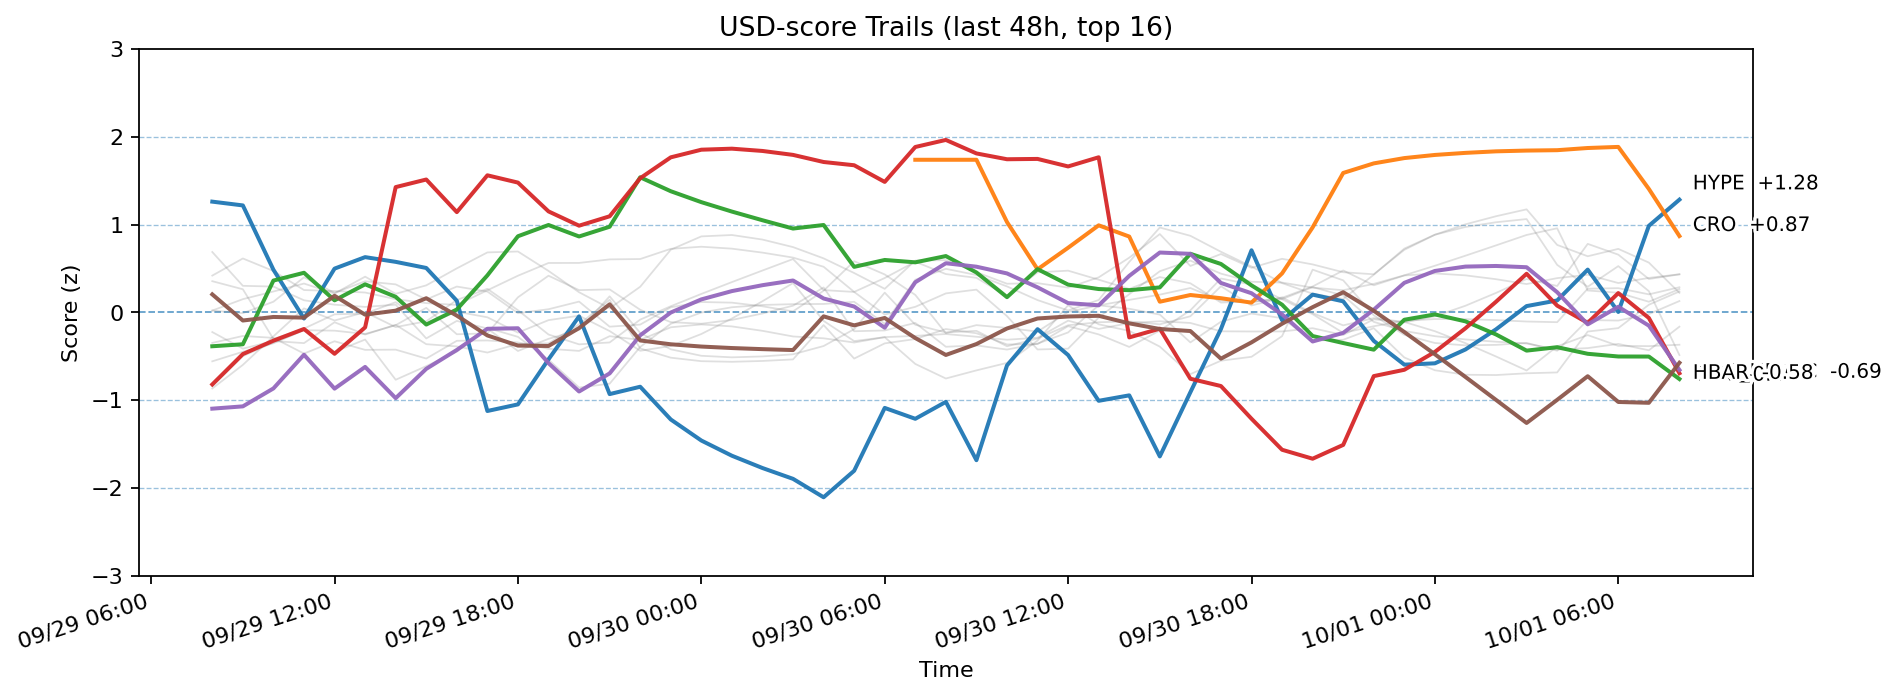 USD-score Trails (last 48h, top 16)
Score (z)
3
2
1
0
−1
−2
−3
HYPE +1.28
CRO +0.87
HBAR 0.58 -0.69
09/29 06:00
09/29 12:00
09/29 18:00
09/30 00:00
09/30 06:00
09/30 12:00
09/30 18:00
10/01 00:00
10/01 06:00
Time